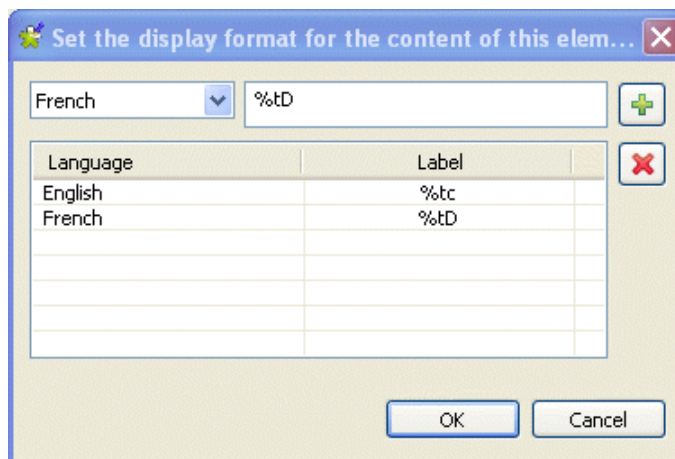 Set the display format for the content of this elem...
French %tD
Language Label
English %tc
French %tD
OK Cancel